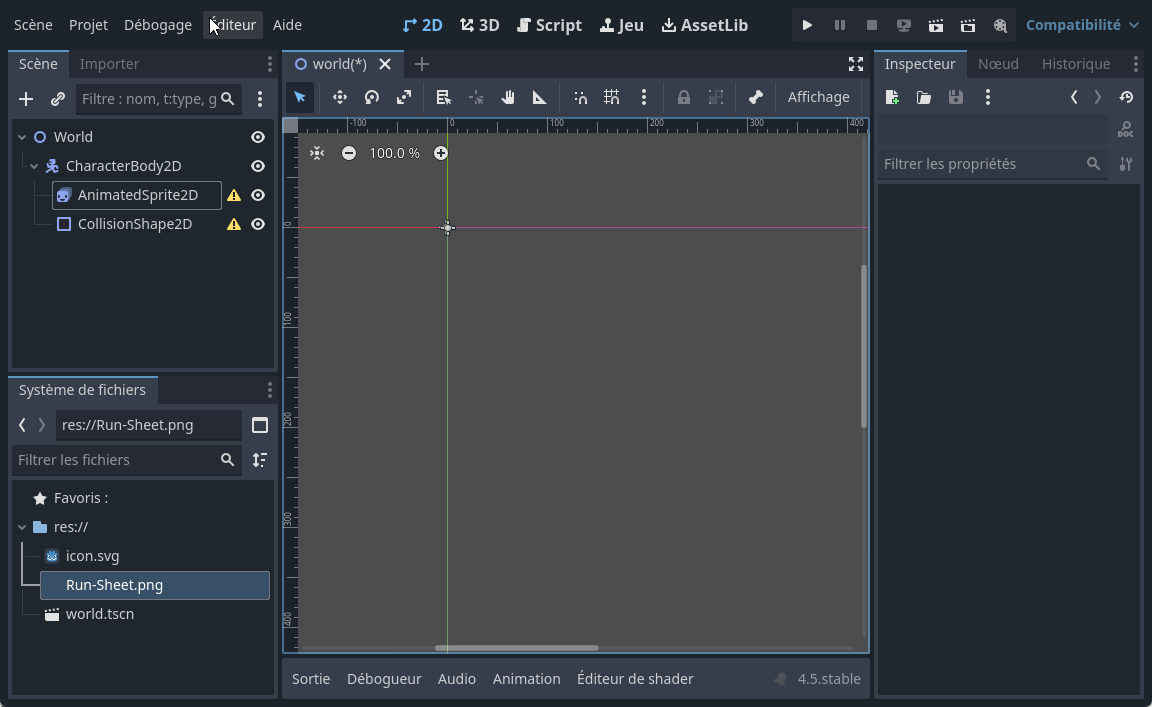 Scène Projet Débogage Éditeur Aide 2D 3D Script Jeu AssetLib Compatibilité
Scène Importer world(*) Inspecteur Nœud Historique
Filtre : nom, t:type, g Affichage
-100 0 100 200 300 400
World 100.0 %
CharacterBody2D Filtrer les propriétés
AnimatedSprite2D
CollisionShape2D
0
100
200
300
400
Système de fichiers
res://Run-Sheet.png
Filtrer les fichiers
Favoris :
res://
icon.svg
Run-Sheet.png
world.tscn
Sortie Débogueur Audio Animation Éditeur de shader 4.5.stable